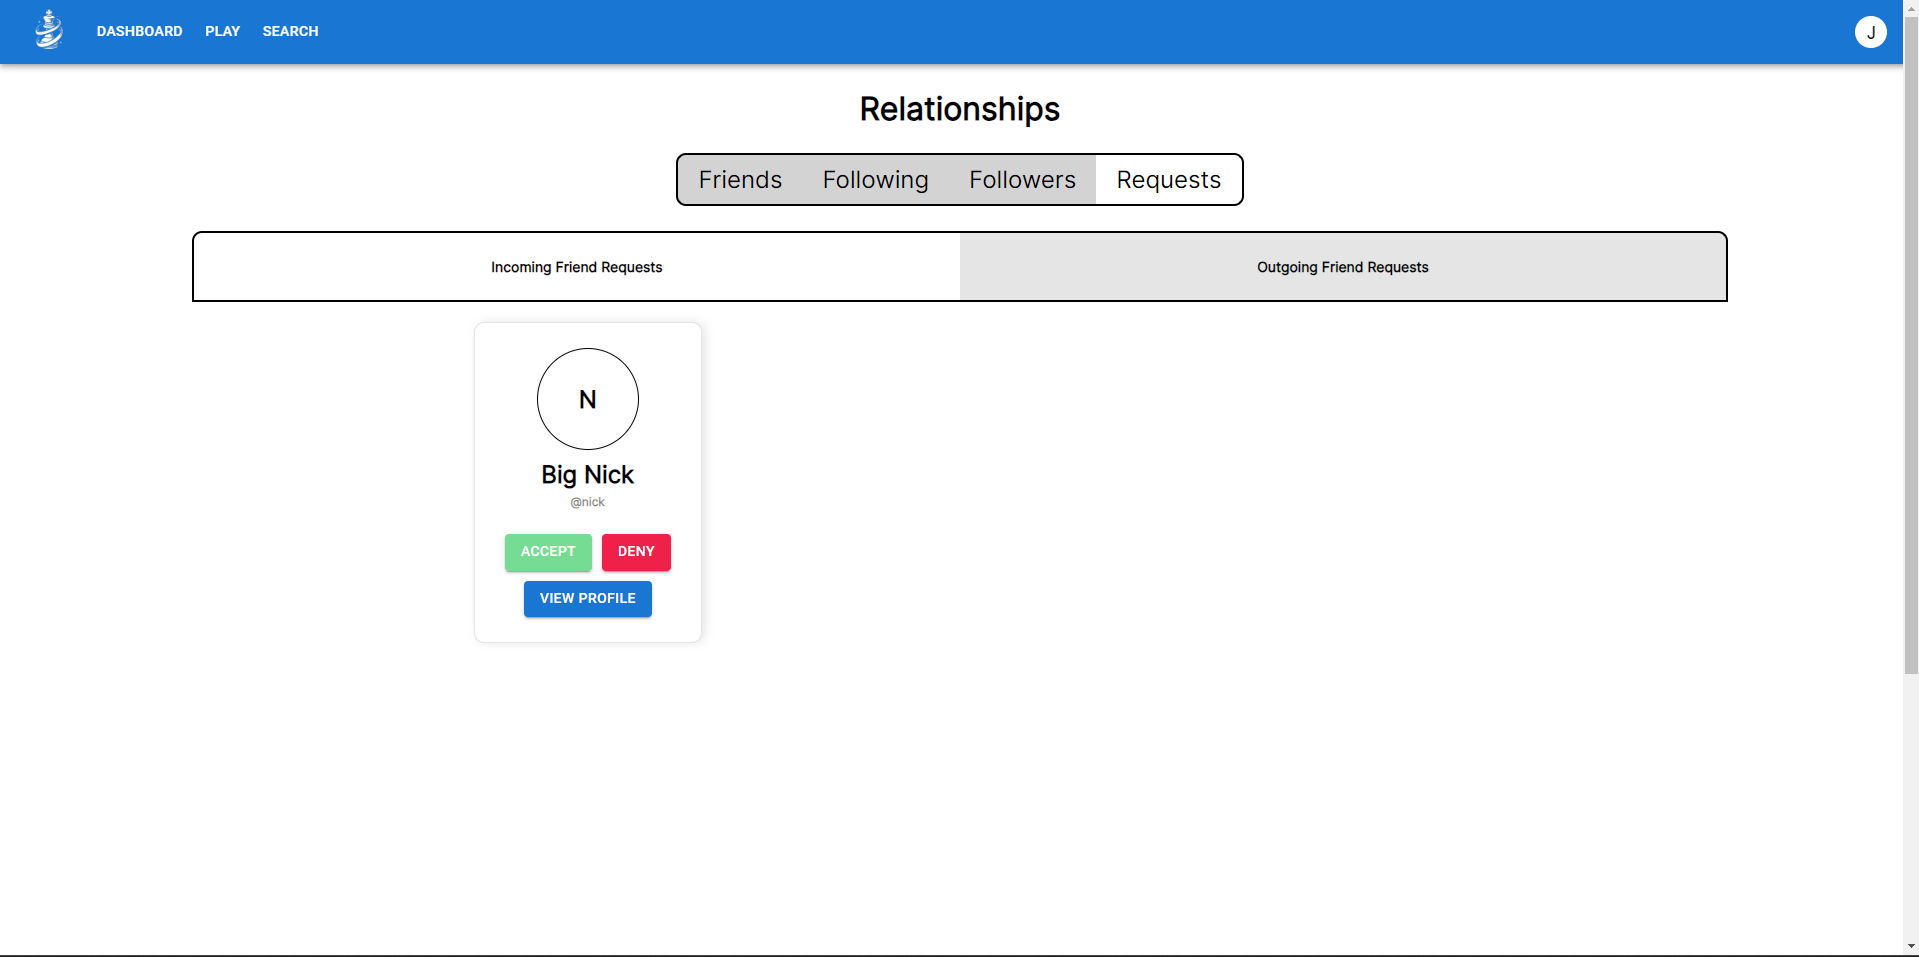 DASHBOARD PLAY SEARCH J
Relationships
Friends Following Followers Requests
Incoming Friend Requests Outgoing Friend Requests
N
Big Nick
@nick
ACCEPT DENY
VIEW PROFILE